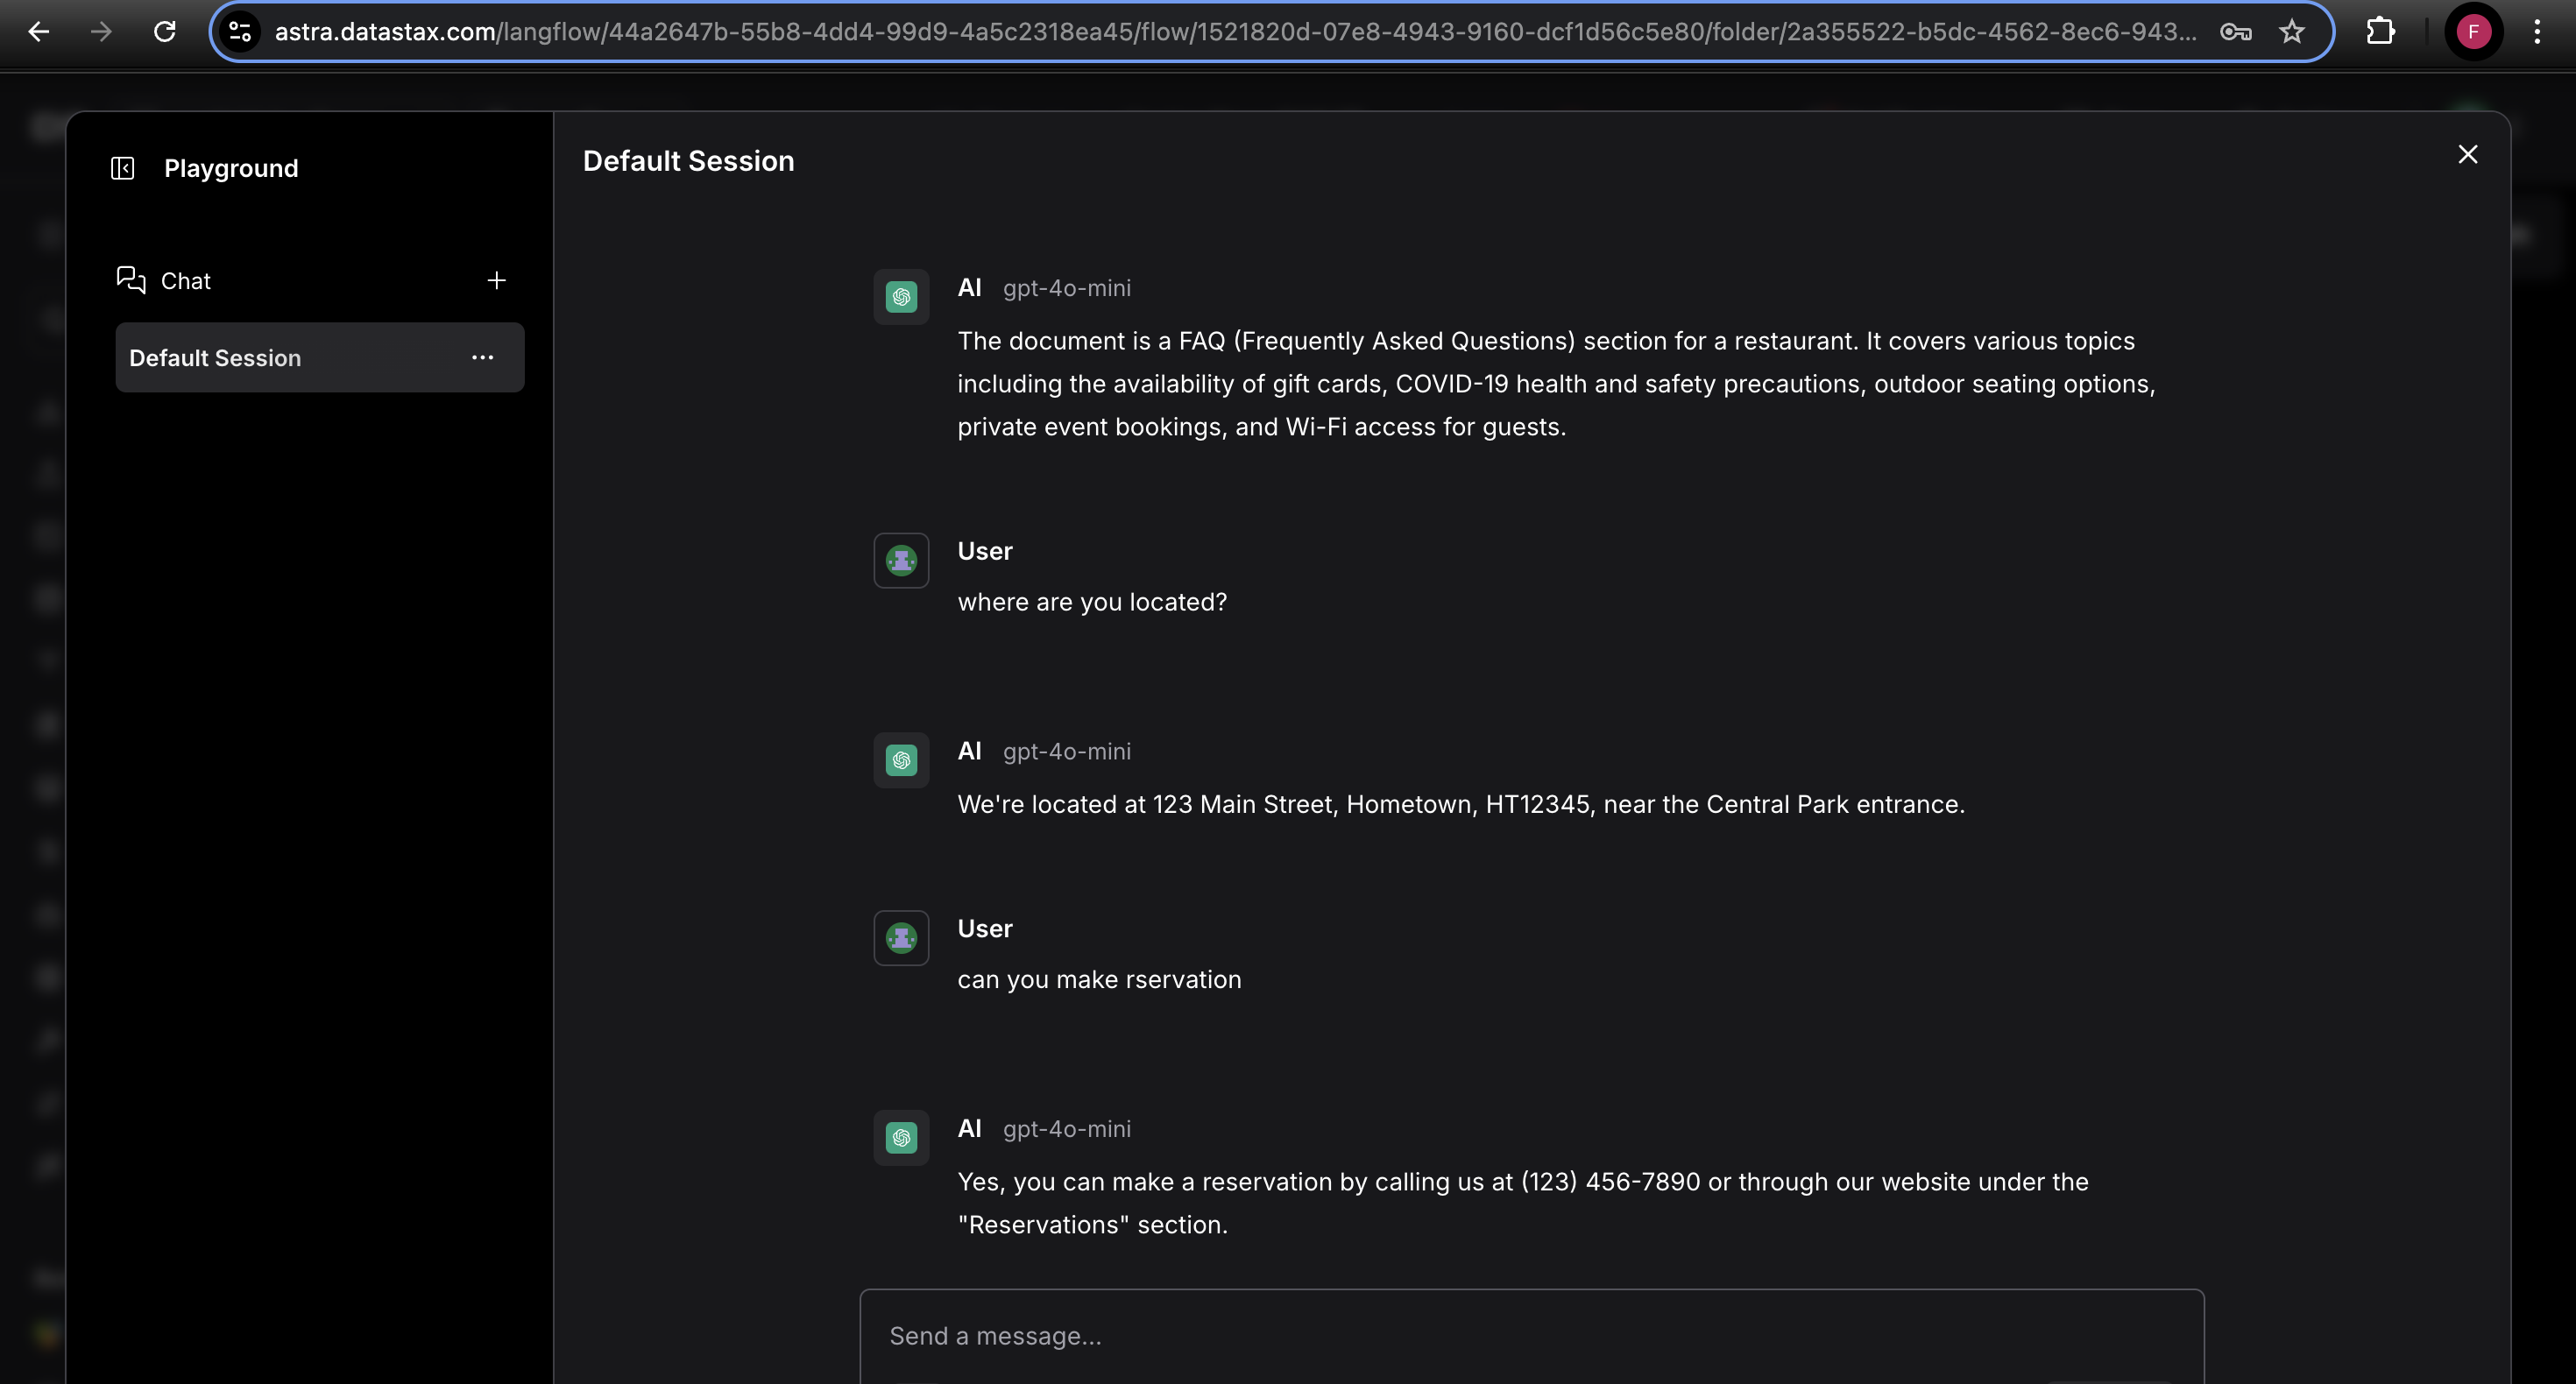 astra.datastax.com/langflow/44a2647b-55b8-4dd4-99d9-4a5c2318ea45/flow/1521820d-07e8-4943-9160-dcf1d56c5e80/folder/2a355522-b5dc-4562-8ec6-943...
F
Playground
Default Session
Chat
Default Session
AI gpt-4o-mini
The document is a FAQ (Frequently Asked Questions) section for a restaurant. It covers various topics
including the availability of gift cards, COVID-19 health and safety precautions, outdoor seating options,
private event bookings, and Wi-Fi access for guests.
User
where are you located?
AI gpt-4o-mini
We're located at 123 Main Street, Hometown, HT12345, near the Central Park entrance.
User
can you make rservation
AI gpt-4o-mini
Yes, you can make a reservation by calling us at (123) 456-7890 or through our website under the
"Reservations" section.
Send a message...